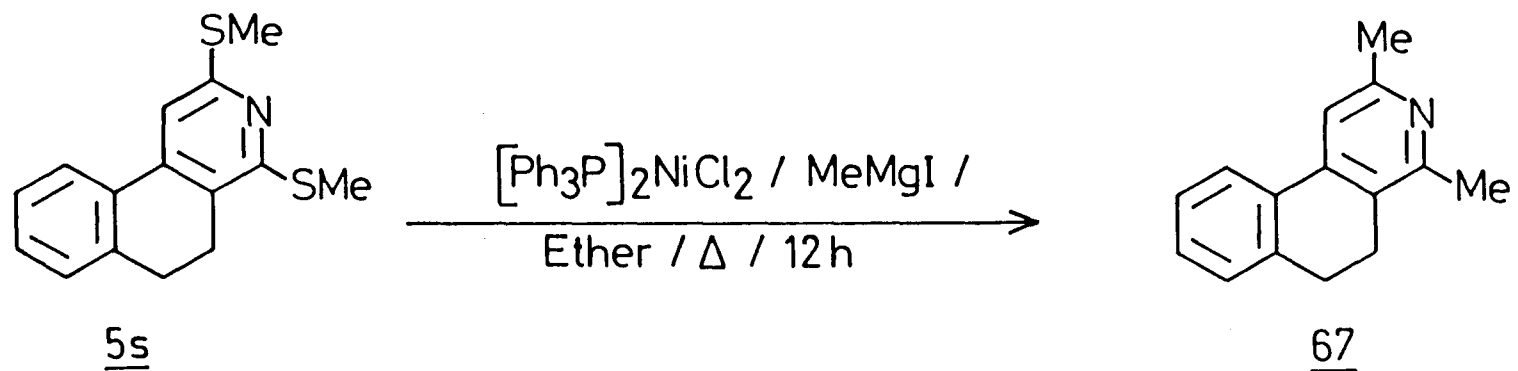 SMe
N
SMe
[Ph₃P]₂NiCl₂ / MeMgI /
Ether / Δ / 12h
5s
Me
N
Me
67